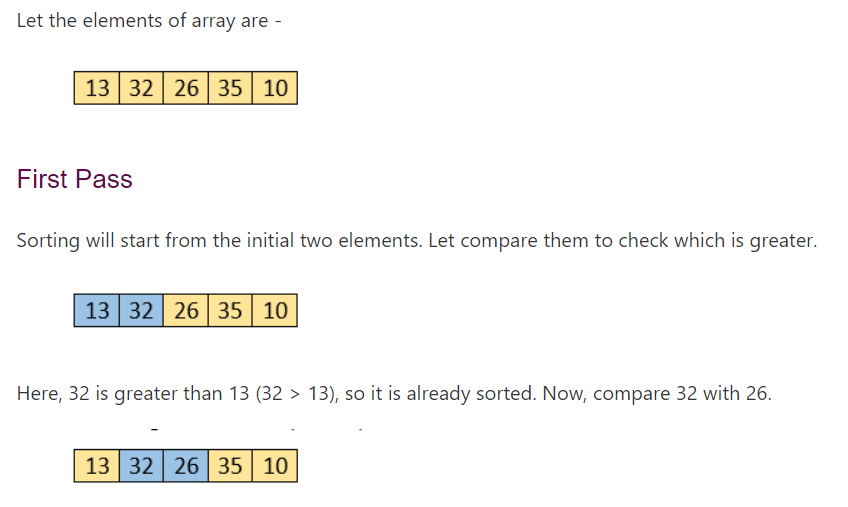 Let the elements of array are -
13 32 26 35 10
First Pass
Sorting will start from the initial two elements. Let compare them to check which is greater.
13 32 26 35 10
Here, 32 is greater than 13 (32 > 13), so it is already sorted. Now, compare 32 with 26.
13 32 26 35 10